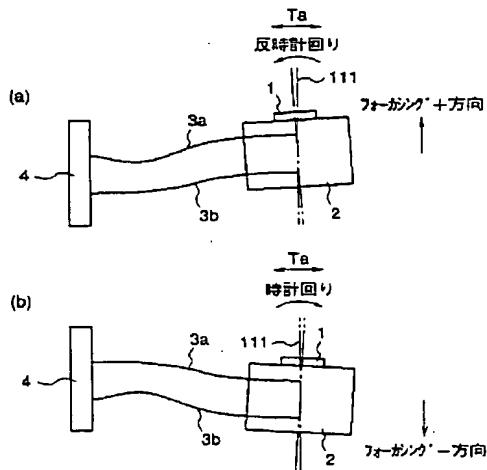 Ta
反時計回り
111
1
(a)
フォーカシング+方向
3a
4
3b
2
Ta
時計回り
(b)
111
1
3a
4
3b
2
フォーカシング-方向